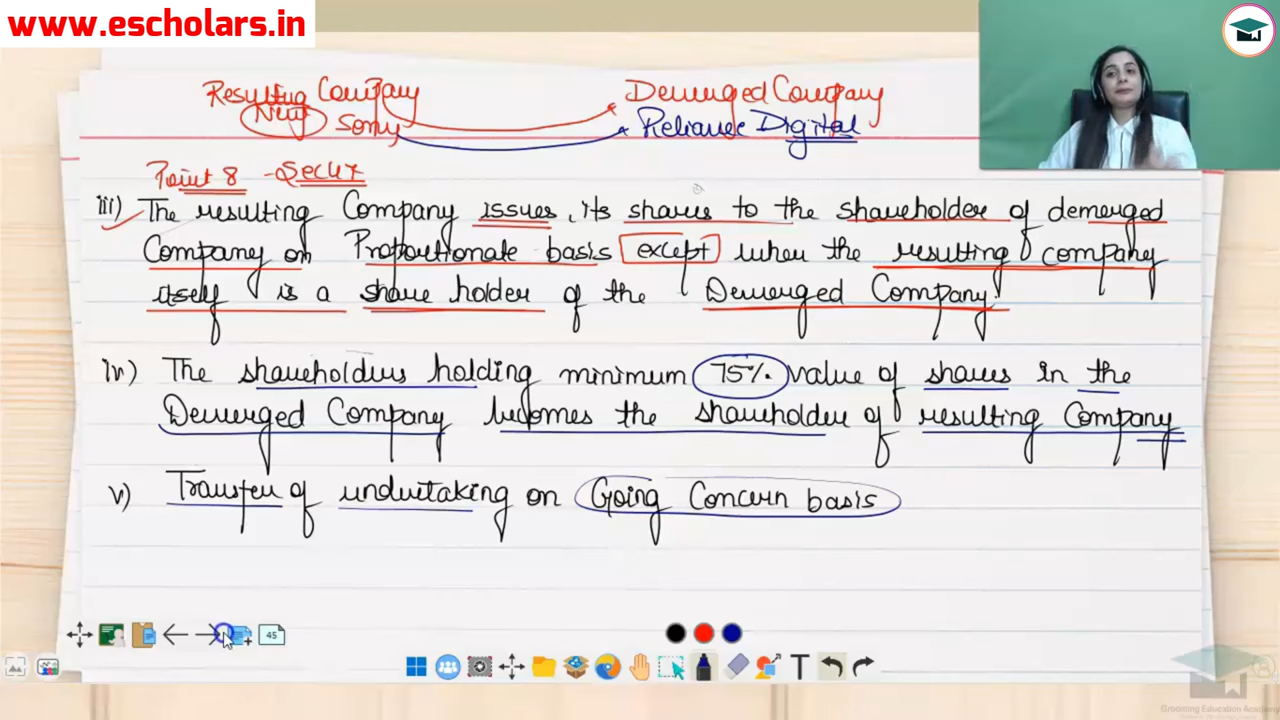 www.escholars.in
Resulting Company Demerged Company
New Sony Reliance Digital
Point 8 - Sec 47
iii) The resulting Company issues, its shares to the shareholder of demerged
Company on Proportionate basis except when the resulting company
itself is a share holder of the Demerged Company
iv) The shareholders holding minimum 75% value of shares in the
Demerged Company becomes the shareholder of resulting Company
v) Transfer of undertaking on Going Concern basis
45
T
Grooming Education Academy